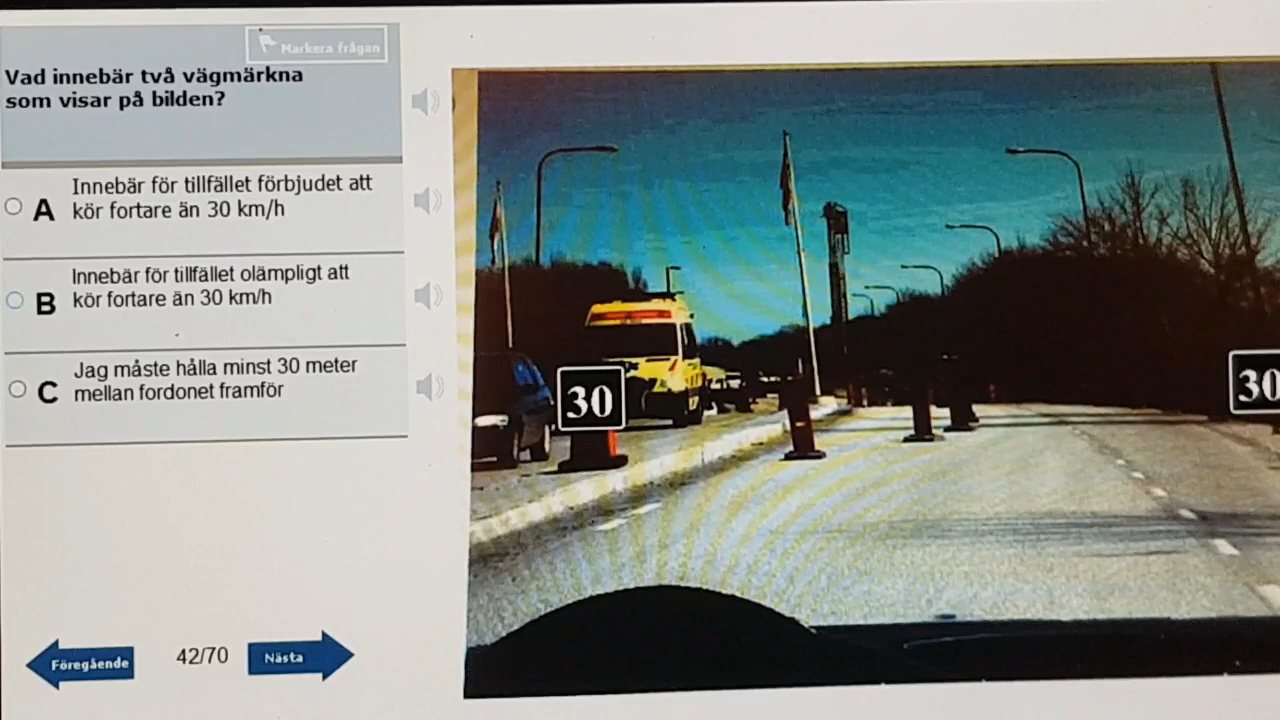 Markera frågan
Vad innebär två vägmärkna
som visar på bilden?
A
Innebär för tillfället förbjudet att
kör fortare än 30 km/h
B
Innebär för tillfället olämpligt att
kör fortare än 30 km/h
C
Jag måste hålla minst 30 meter
mellan fordonet framför
Föregående
42/70
Nästa
30
30